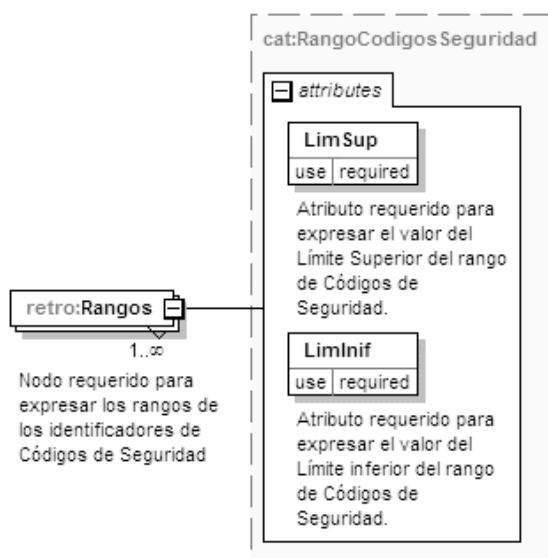 cat:RangoCodigosSeguridad
attributes
LimSup
use required
Atributo requerido para
expresar el valor del
Límite Superior del rango
de Códigos de
Seguridad.
retro:Rangos
1..∞
Nodo requerido para
expresar los rangos de
los identificadores de
Códigos de Seguridad
LimInif
use required
Atributo requerido para
expresar el valor del
Límite inferior del rango
de Códigos de
Seguridad.